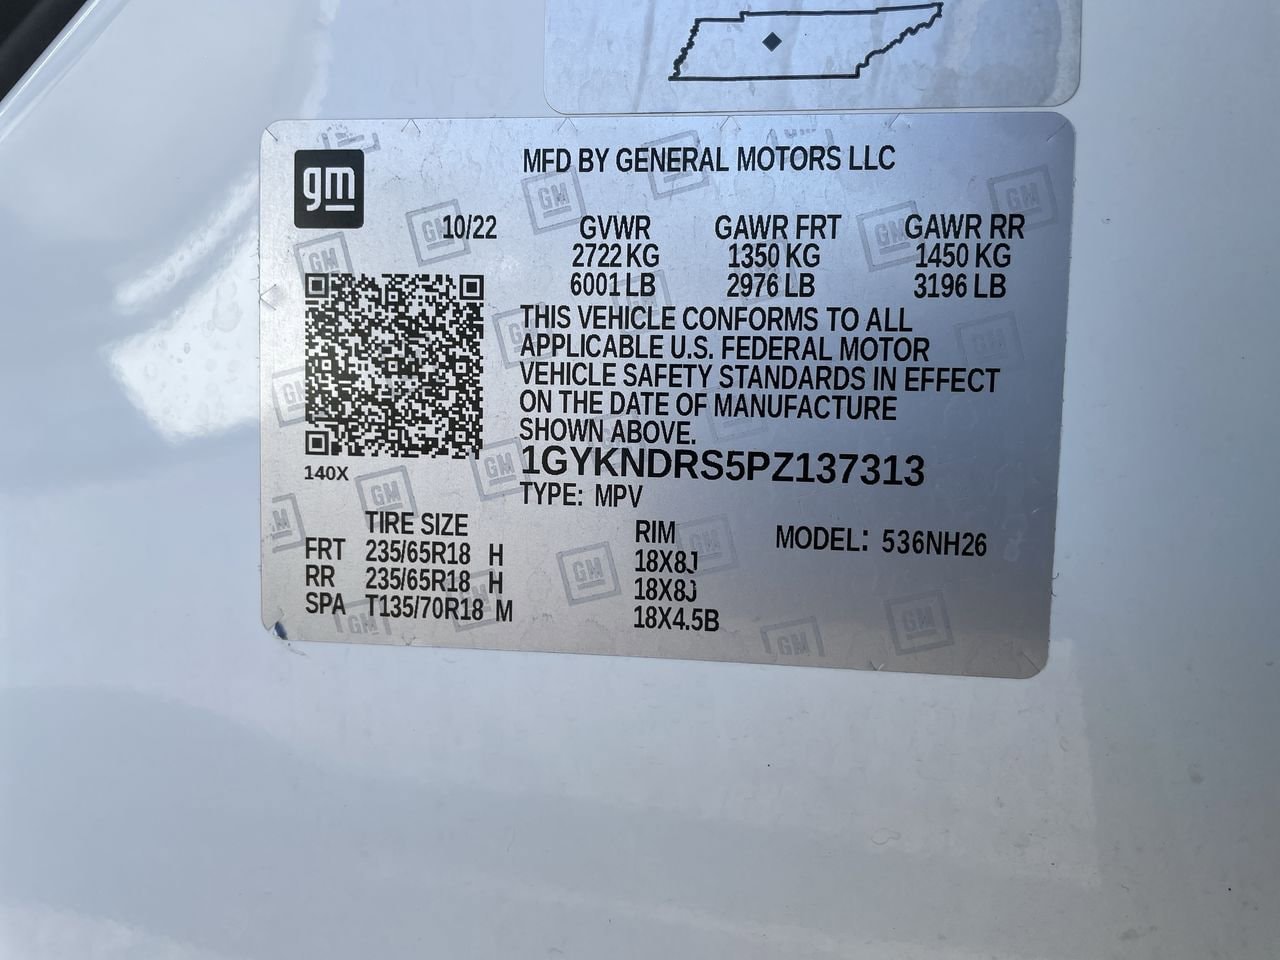 gm
MFD BY GENERAL MOTORS LLC
10/22
GVWR GAWR FRT GAWR RR
2722 KG 1350 KG 1450 KG
6001 LB 2976 LB 3196 LB
THIS VEHICLE CONFORMS TO ALL
APPLICABLE U.S. FEDERAL MOTOR
VEHICLE SAFETY STANDARDS IN EFFECT
ON THE DATE OF MANUFACTURE
SHOWN ABOVE.
140X
1GYKNDRS5PZ137313
TYPE: MPV
TIRE SIZE RIM MODEL: 536NH26
FRT 235/65R18 H 18X8J
RR 235/65R18 H 18X8J
SPA T135/70R18 M 18X4.5B